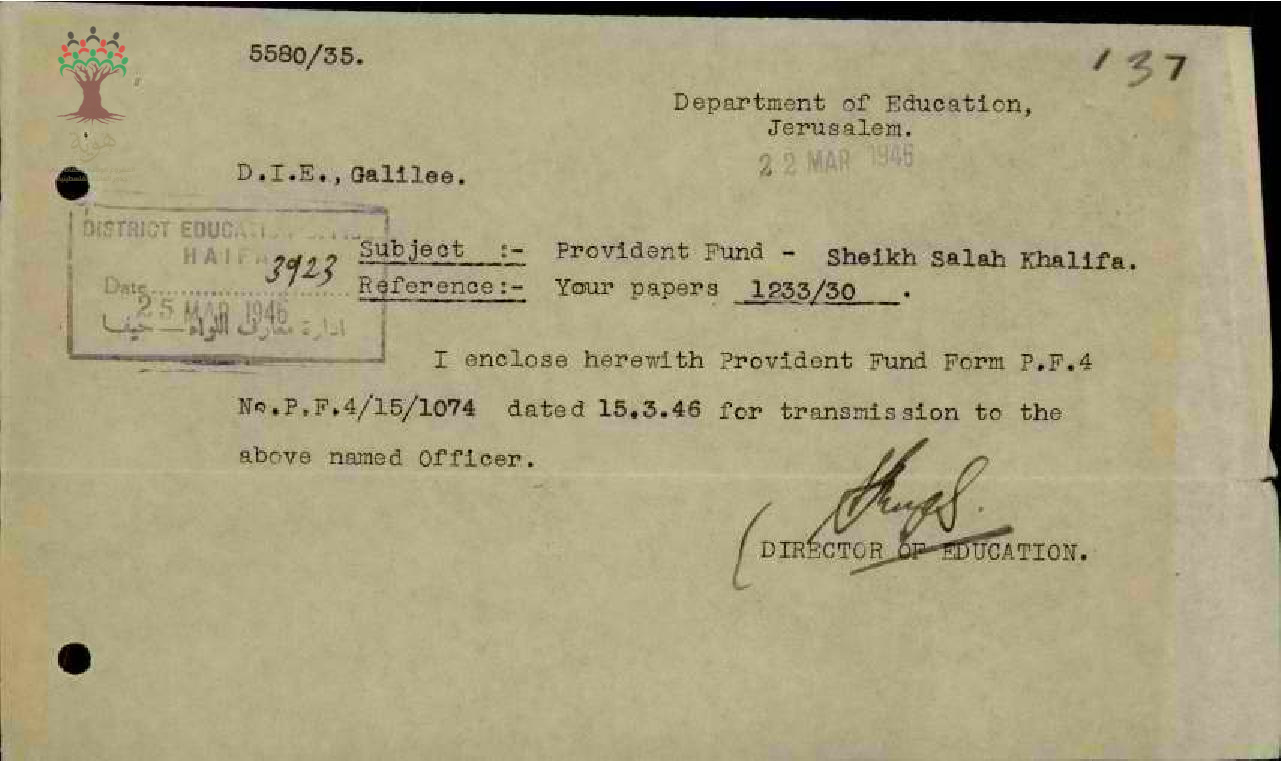 5580/35.
137
Department of Education,
Jerusalem.
22 MAR 1946
هوية
D.I.E., Galilee.
DISTRICT EDUCATION
HAIFA
3923
Date
25 MAR 1946
ادارة معارف اللواء — حيفا
Subject :- Provident Fund - Sheikh Salah Khalifa.
Reference:- Your papers 1233/30 .
I enclose herewith Provident Fund Form P.F.4
No.P.F.4/15/1074 dated 15.3.46 for transmission to the
above named Officer.
DIRECTOR OF EDUCATION.